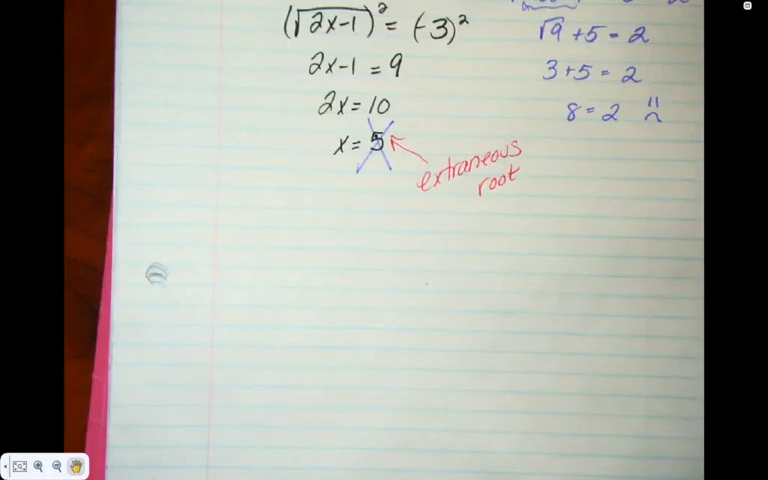 (√2x-1)² = (-3)²
2x-1 = 9
2x = 10
x = 5
extraneous
root
√9 + 5 = 2
3+5 = 2
8 = 2